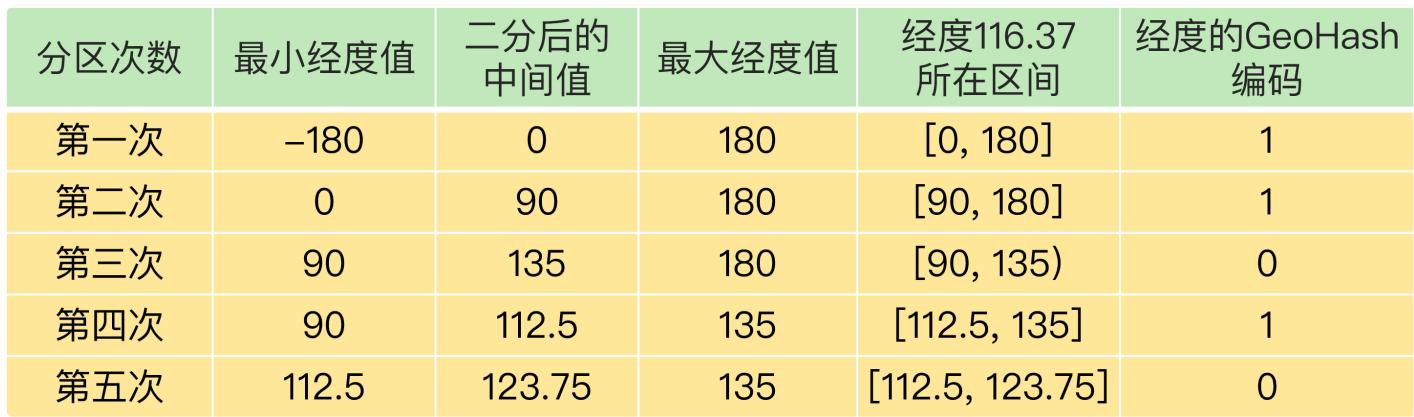 分区次数 最小经度值 二分后的中间值 最大经度值 经度116.37所在区间 经度的GeoHash编码
第一次 –180 0 180 [0, 180] 1
第二次 0 90 180 [90, 180] 1
第三次 90 135 180 [90, 135) 0
第四次 90 112.5 135 [112.5, 135] 1
第五次 112.5 123.75 135 [112.5, 123.75] 0